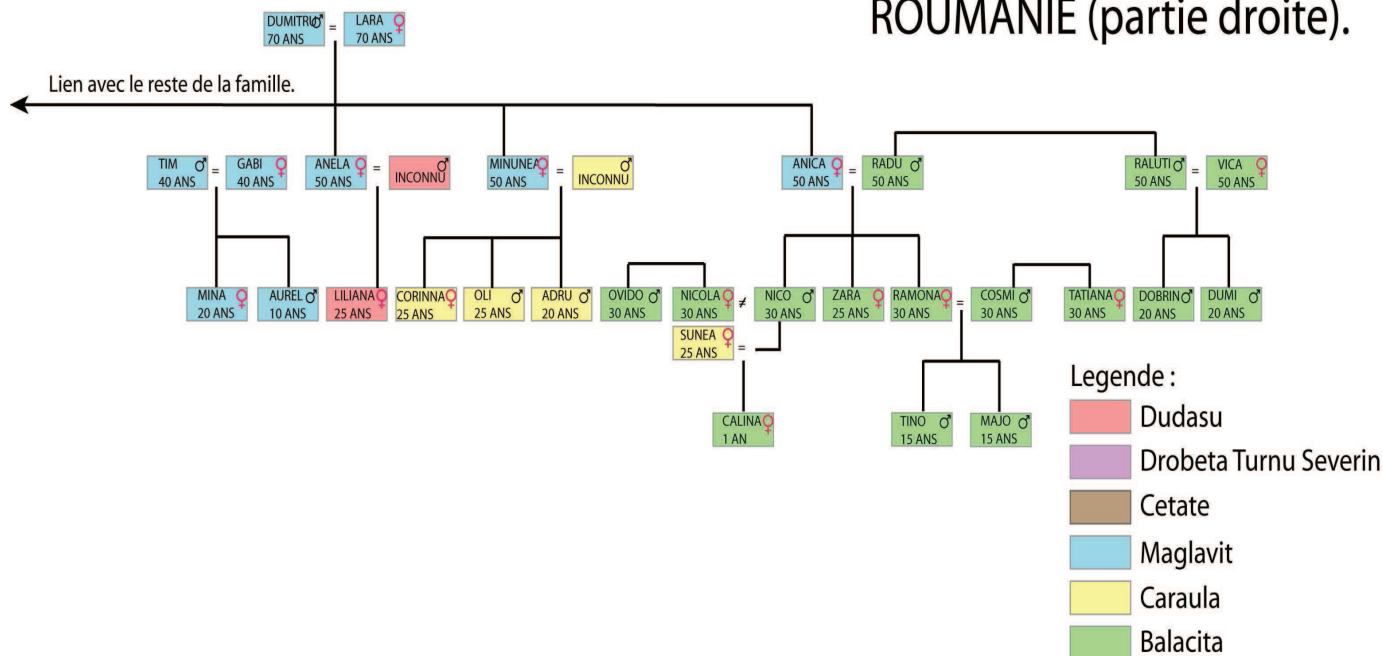 ROUMANIE (partie droite).
DUMITRU ♂ = LARA ♀
70 ANS 70 ANS
Lien avec le reste de la famille.
TIM ♂ = GABI ♀ ANELA ♀ = ♂ MINUNEA ♀ = ♂ ANICA ♀ = RADU ♂ RALUTI ♂ = VICA ♀
40 ANS 40 ANS 50 ANS INCONNU 50 ANS INCONNU 50 ANS 50 ANS 50 ANS 50 ANS
MINA ♀ AUREL ♂ LILIANA ♀ CORINNA ♀ OLI ♂ ADRU ♂ OVIDO ♂ NICOLA ♀ ≠ NICO ♂ ZARA ♀ RAMONA ♀ = COSMI ♂ TATIANA ♀ DOBRIN ♂ DUMI ♂
20 ANS 10 ANS 25 ANS 25 ANS 25 ANS 20 ANS 30 ANS 30 ANS 30 ANS 25 ANS 30 ANS 30 ANS 30 ANS 20 ANS 20 ANS
SUNEA ♀ =
25 ANS
CALINA ♀ TINO ♂ MAJO ♂
1 AN 15 ANS 15 ANS
Legende :
Dudasu
Drobeta Turnu Severin
Cetate
Maglavit
Caraula
Balacita